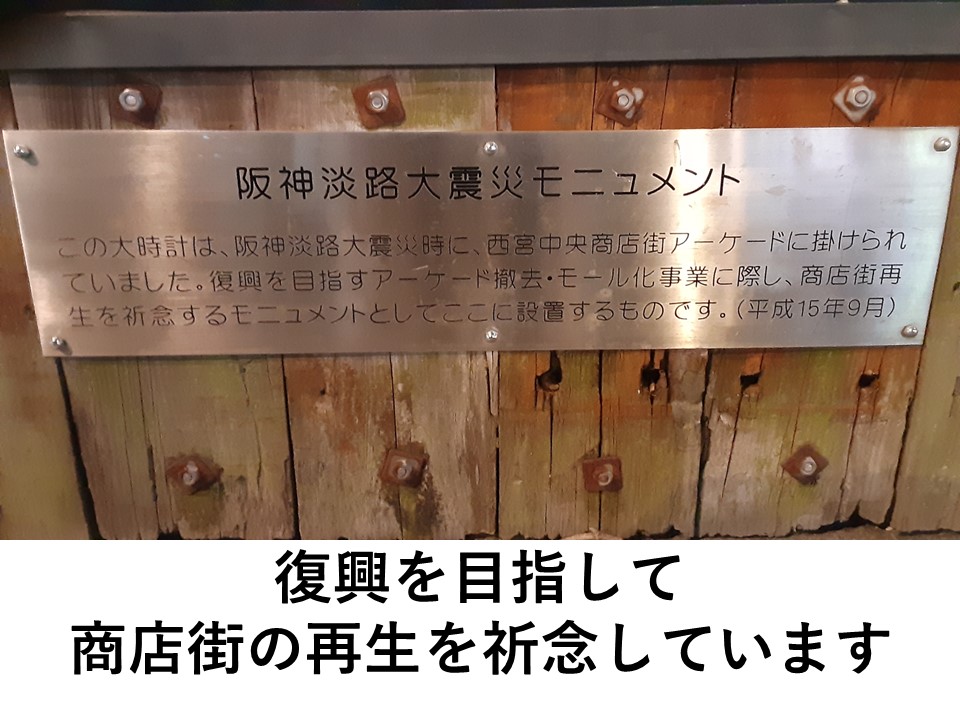 阪神淡路大震災モニュメント
この大時計は、阪神淡路大震災時に、西宮中央商店街アーケードに掛けられ
ていました。復興を目指すアーケード撤去・モール化事業に際し、商店街再
生を祈念するモニュメントとしてここに設置するものです。(平成15年9月)
復興を目指して
商店街の再生を祈念しています